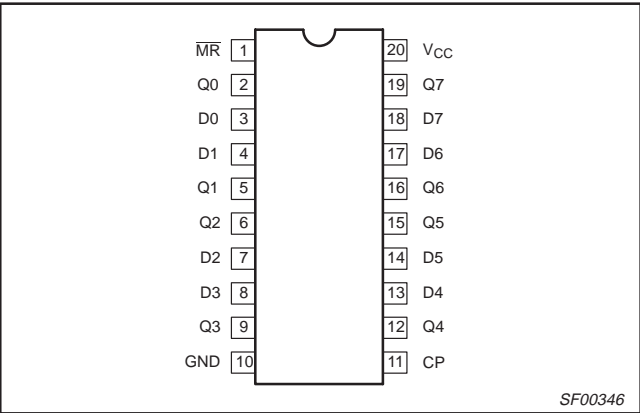 M̅R̅ 1 20 VCC
Q0 2 19 Q7
D0 3 18 D7
D1 4 17 D6
Q1 5 16 Q6
Q2 6 15 Q5
D2 7 14 D5
D3 8 13 D4
Q3 9 12 Q4
GND 10 11 CP
SF00346